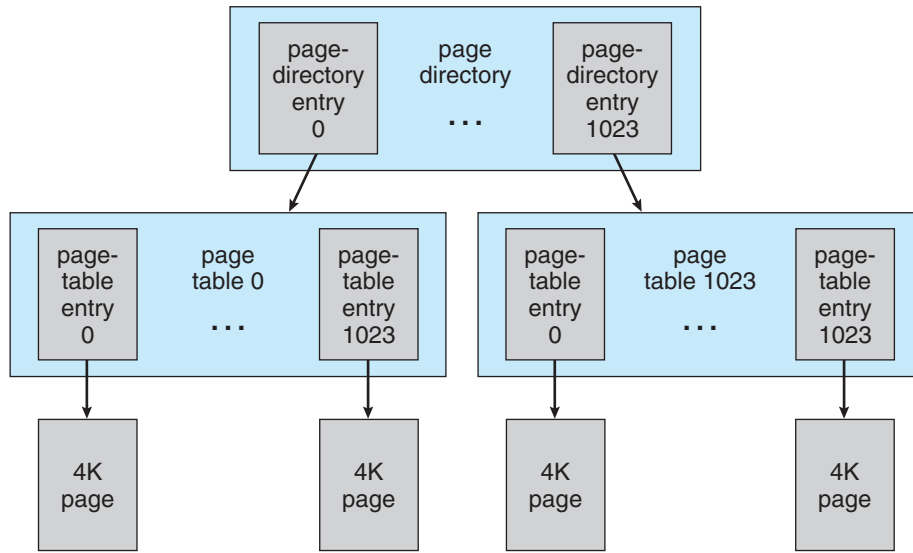 page-
directory
entry
0
page
directory
...
page-
directory
entry
1023
page-
table
entry
0
page
table 0
...
page-
table
entry
1023
page-
table
entry
0
page
table 1023
...
page-
table
entry
1023
4K
page
4K
page
4K
page
4K
page